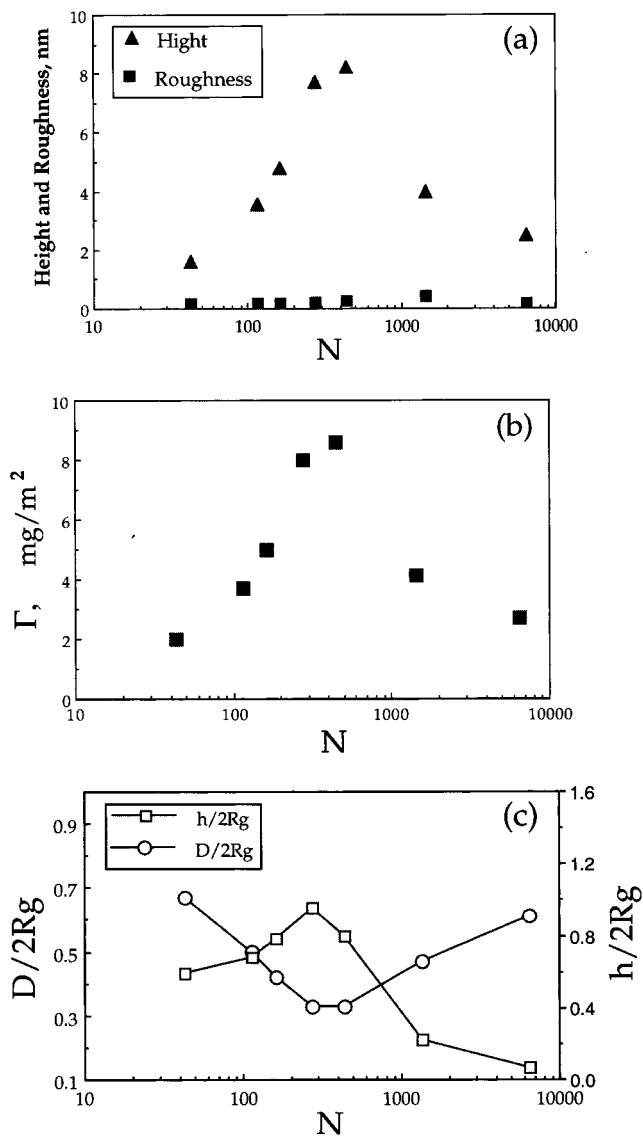 10
8
6
4
2
0
Height and Roughness, nm
Hight
Roughness
(a)
10
100
1000
10000
N
10
8
6
4
2
0
Γ, mg/m²
(b)
10
100
1000
10000
N
0.9
0.7
0.5
0.3
0.1
D/2Rg
h/2Rg
D/2Rg
(c)
1.6
1.2
0.8
0.4
0.0
h/2Rg
10
100
1000
10000
N